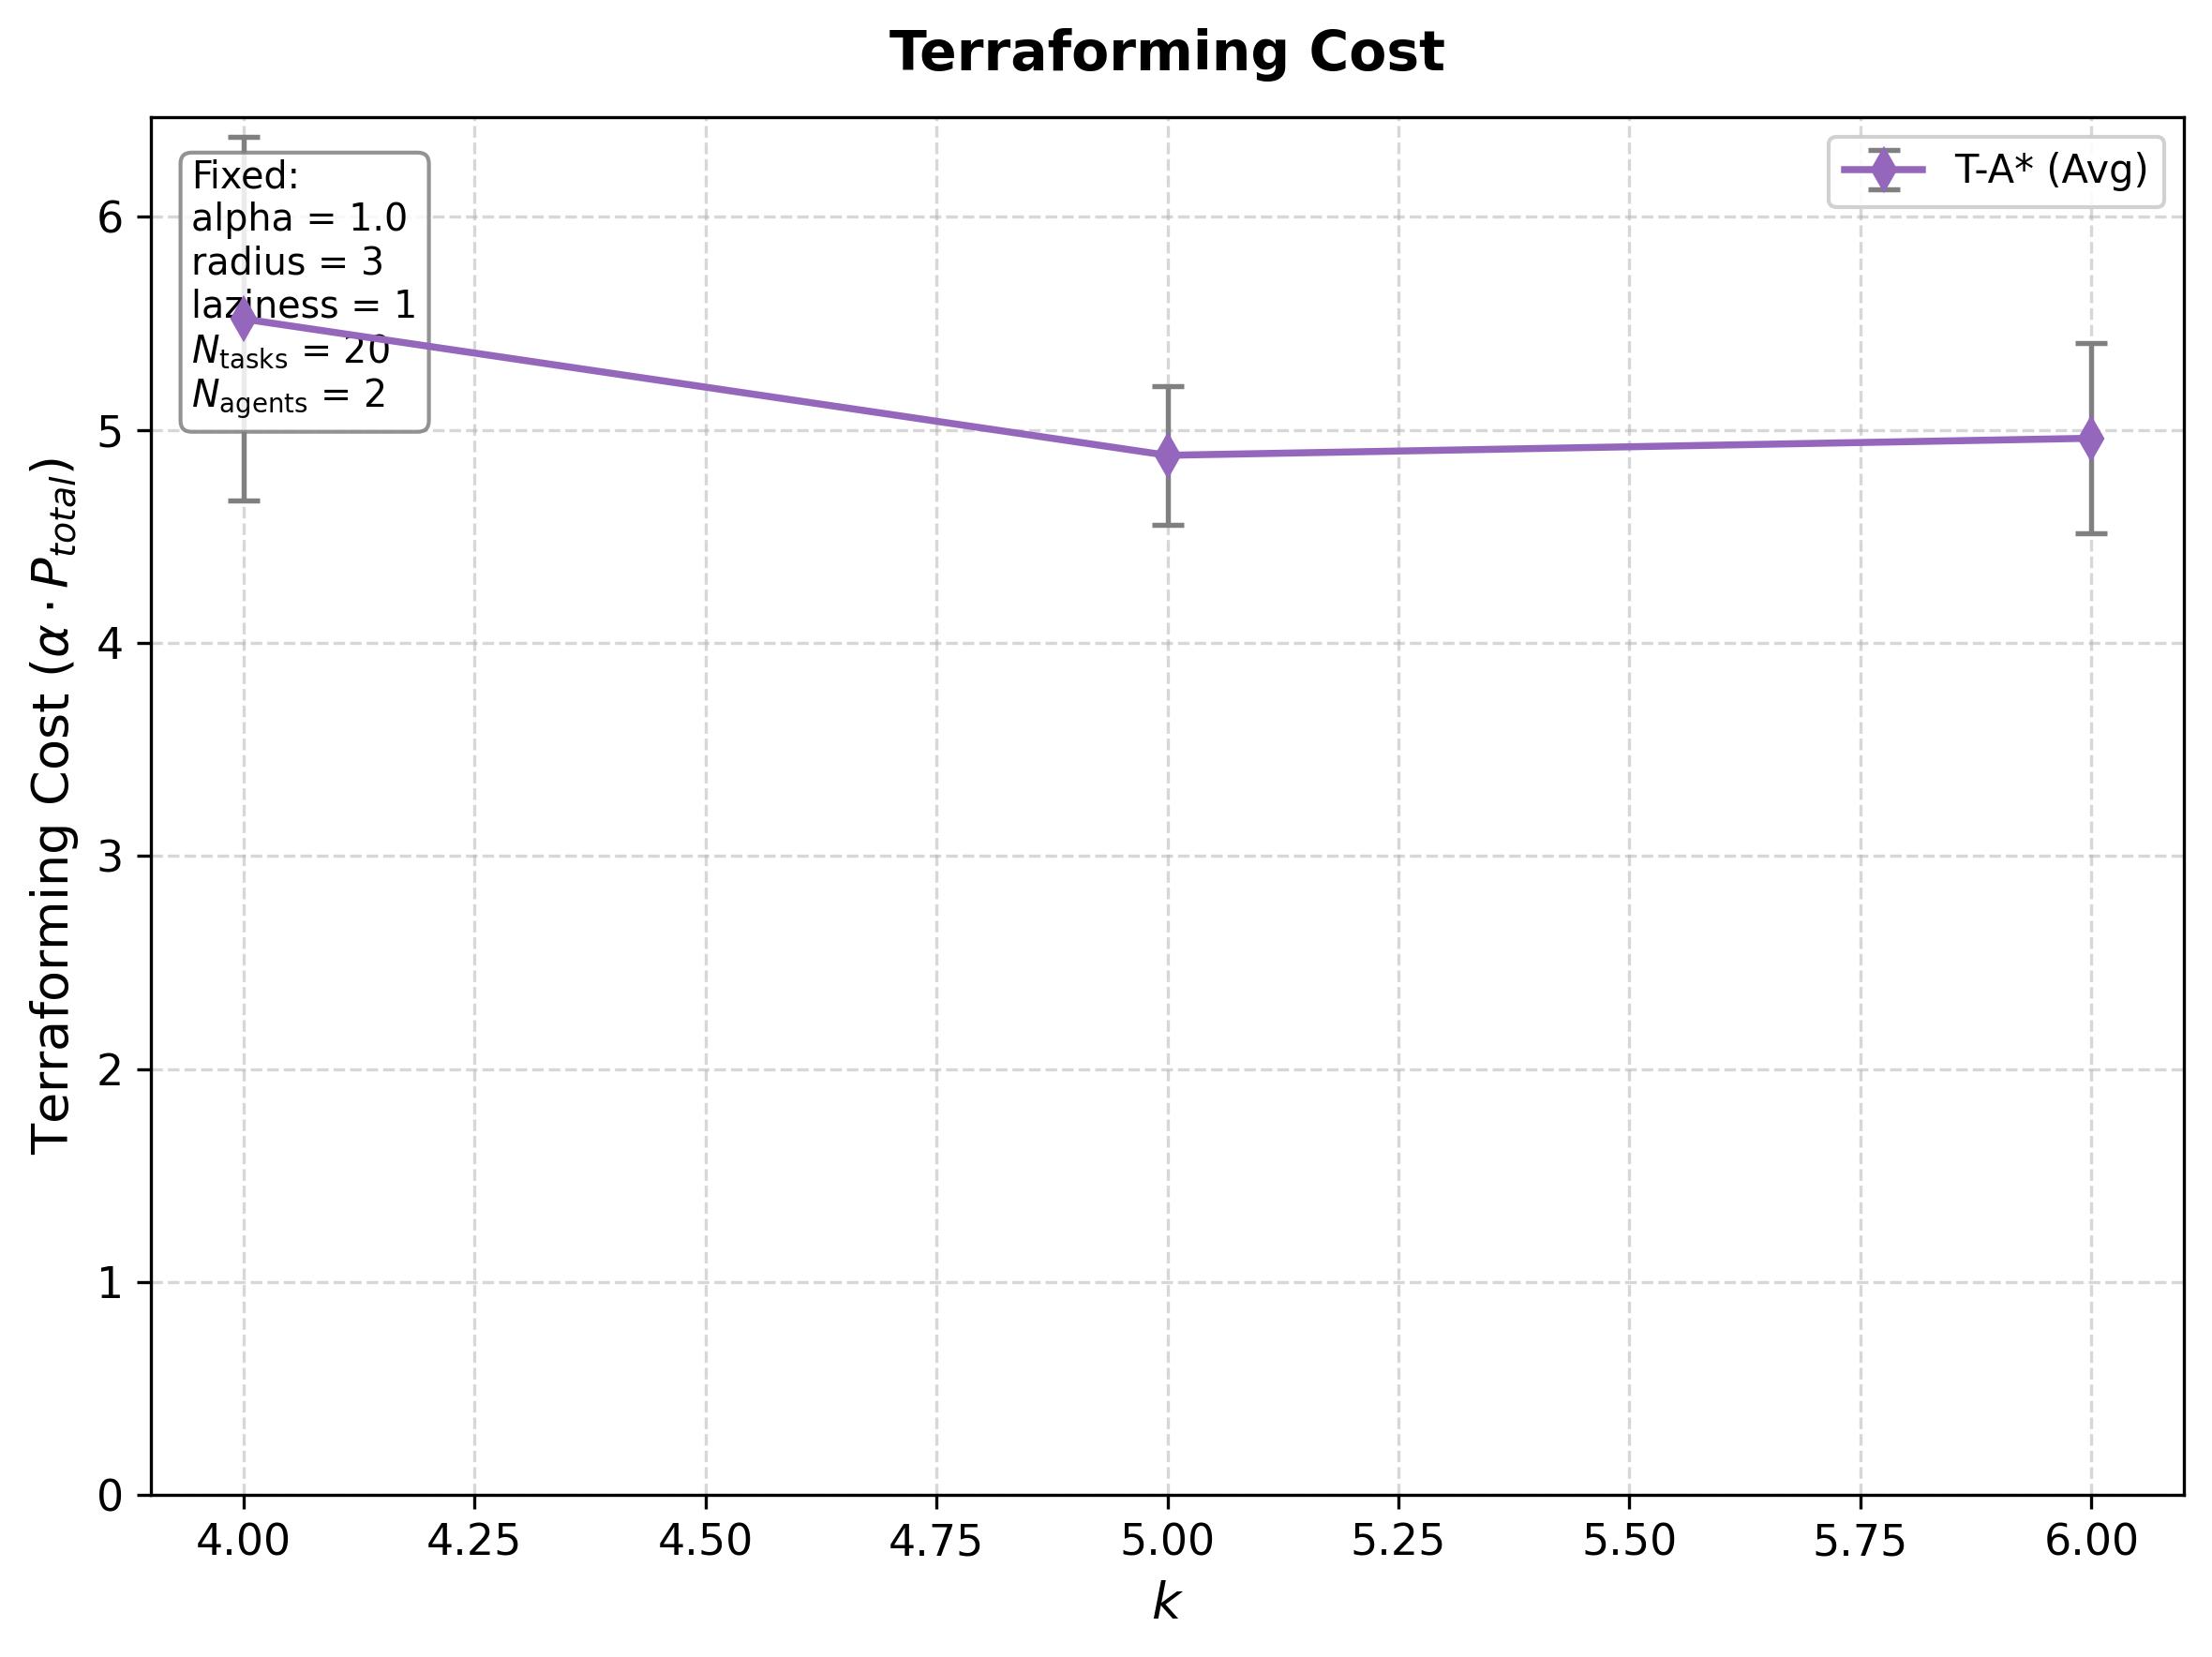 Terraforming Cost
Terraforming Cost (α · P_total)
6
5
4
3
2
1
0
Fixed:
alpha = 1.0
radius = 3
laziness = 1
N_tasks = 20
N_agents = 2
T-A* (Avg)
4.00 4.25 4.50 4.75 5.00 5.25 5.50 5.75 6.00
k